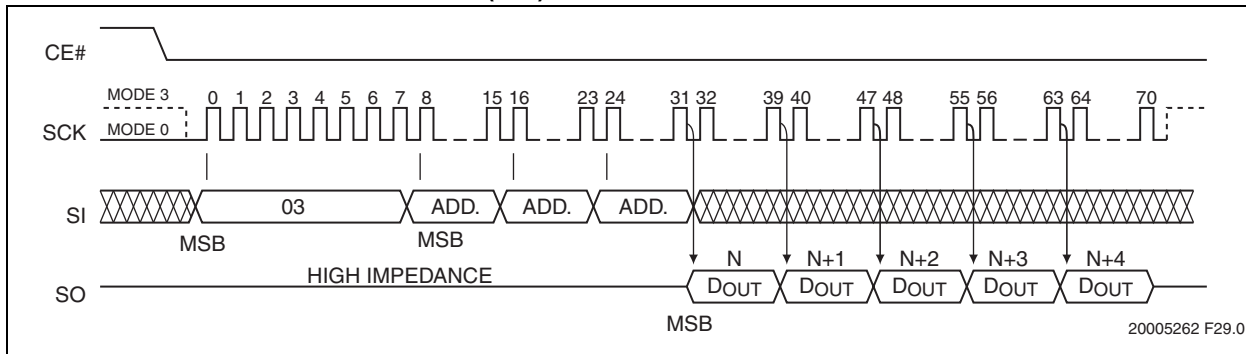 CE#
MODE 3
0 1 2 3 4 5 6 7 8 15 16 23 24 31 32 39 40 47 48 55 56 63 64 70
SCK
MODE 0
SI
03 ADD. ADD. ADD.
MSB MSB
HIGH IMPEDANCE
N N+1 N+2 N+3 N+4
SO
DOUT DOUT DOUT DOUT DOUT
MSB
20005262 F29.0